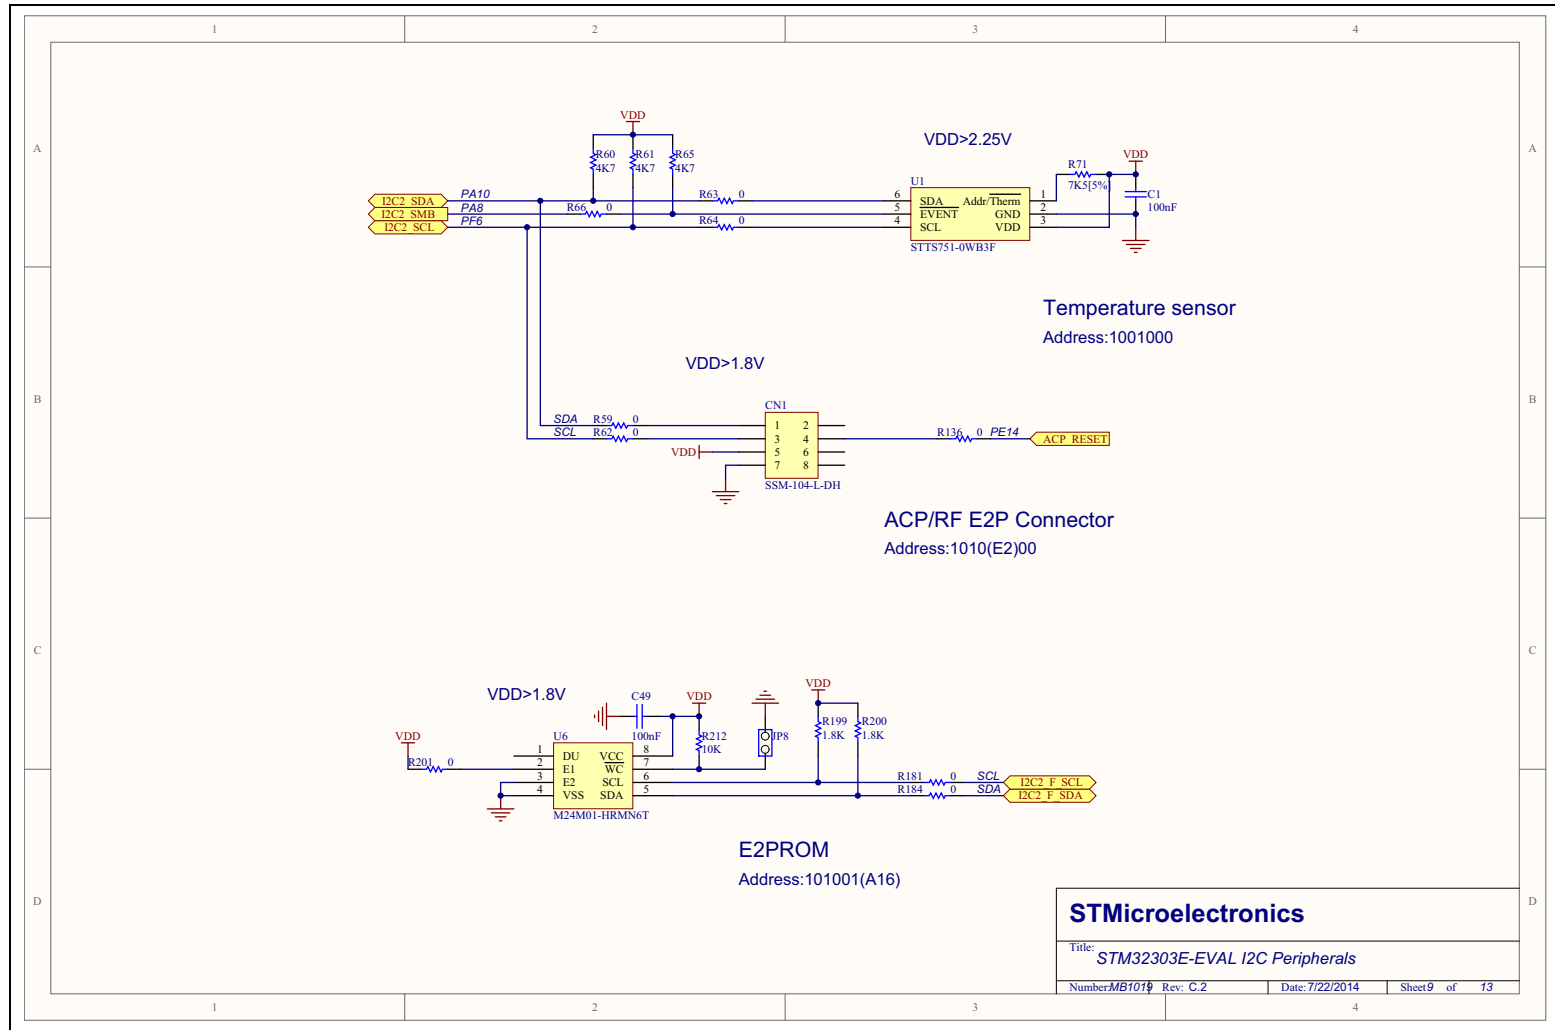 1 2 3 4
A A
B B
C C
D D
1 2 3 4
VDD
R60 R61 R65
4K7 4K7 4K7
VDD>2.25V
R71
VDD
7K5[5%]
C1
100nF
I2C2_SDA PA10 R63 0
I2C2_SMB PA8 R66 0
I2C2_SCL PF6 R64 0
U1
6 SDA Addr/Therm 1
5 EVENT GND 2
4 SCL VDD 3
STTS751-0WB3F
Temperature sensor
Address:1001000
VDD>1.8V
CN1
SDA R59 0 1 2
SCL R62 0 3 4 R136 0 PE14 ACP_RESET
VDD 5 6
7 8
SSM-104-L-DH
ACP/RF E2P Connector
Address:1010(E2)00
VDD>1.8V
C49
100nF
VDD
R212
10K
JP8
VDD
R199 R200
1.8K 1.8K
VDD
R201 0
U6
1 DU VCC 8
2 E1 WC 7
3 E2 SCL 6
4 VSS SDA 5
M24M01-HRMN6T
R181 0 SCL I2C2_F_SCL
R184 0 SDA I2C2_F_SDA
E2PROM
Address:101001(A16)
STMicroelectronics
Title:
STM32303E-EVAL I2C Peripherals
Number:MB1019 Rev: C.2 Date:7/22/2014 Sheet 9 of 13